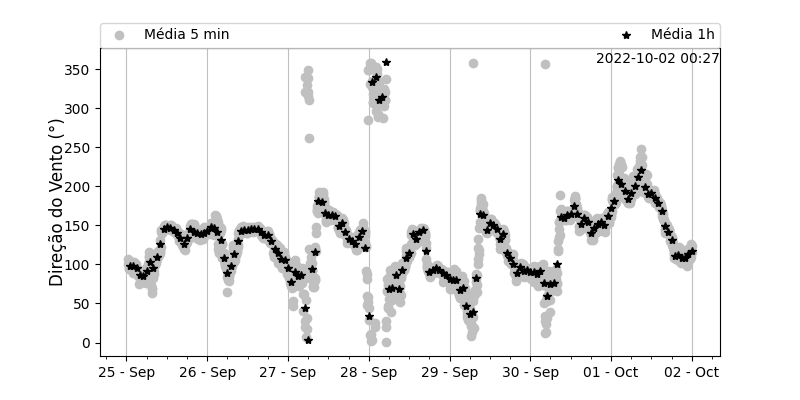 Média 5 min
Média 1h
2022-10-02 00:27
Direção do Vento (°)
350
300
250
200
150
100
50
0
25 - Sep
26 - Sep
27 - Sep
28 - Sep
29 - Sep
30 - Sep
01 - Oct
02 - Oct